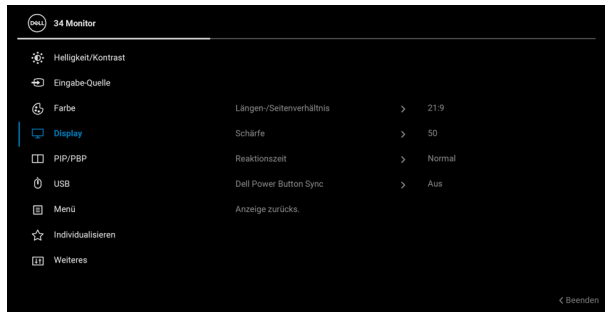 DELL 34 Monitor
Helligkeit/Kontrast
Eingabe-Quelle
Farbe Längen-/Seitenverhältnis 21:9
Display Schärfe 50
PIP/PBP Reaktionszeit Normal
USB Dell Power Button Sync Aus
Menü Anzeige zurücks.
Individualisieren
Weiteres
Beenden